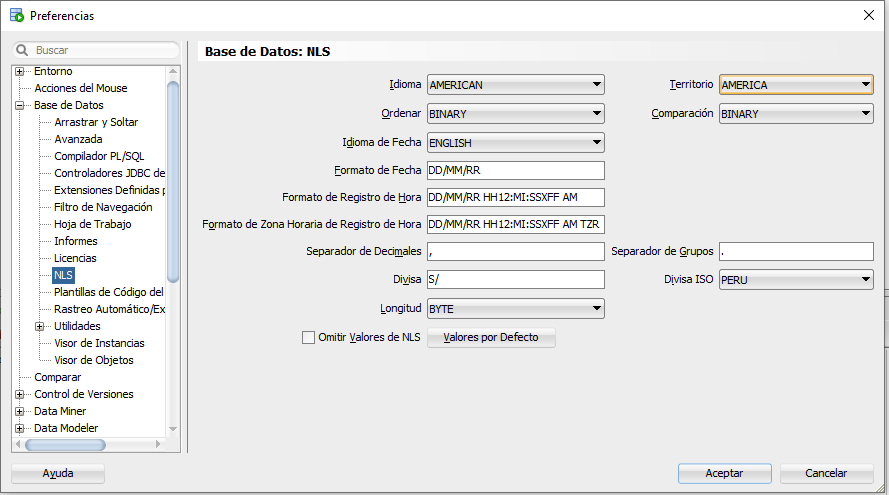 Preferencias
Buscar
Entorno
Acciones del Mouse
Base de Datos
Arrastrar y Soltar
Avanzada
Compilador PL/SQL
Controladores JDBC de
Extensiones Definidas p
Filtro de Navegación
Hoja de Trabajo
Informes
Licencias
NLS
Plantillas de Código del
Rastreo Automático/Ex
Utilidades
Visor de Instancias
Visor de Objetos
Comparar
Control de Versiones
Data Miner
Data Modeler
Base de Datos: NLS
Idioma AMERICAN Territorio AMERICA
Ordenar BINARY Comparación BINARY
Idioma de Fecha ENGLISH
Formato de Fecha DD/MM/RR
Formato de Registro de Hora DD/MM/RR HH12:MI:SSXFF AM
Formato de Zona Horaria de Registro de Hora DD/MM/RR HH12:MI:SSXFF AM TZR
Separador de Decimales , Separador de Grupos .
Divisa S/ Divisa ISO PERU
Longitud BYTE
Omitir Valores de NLS Valores por Defecto
Ayuda Aceptar Cancelar